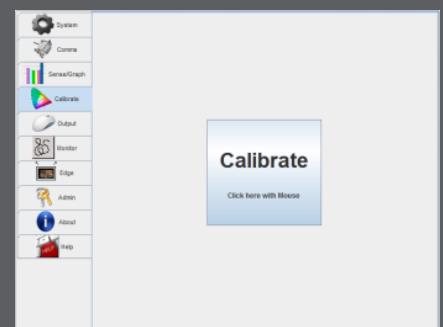 System
Comms
Sense/Graph
Calibrate
Output
Monitor
Edge
Admin
About
Help
Calibrate
Click here with Mouse